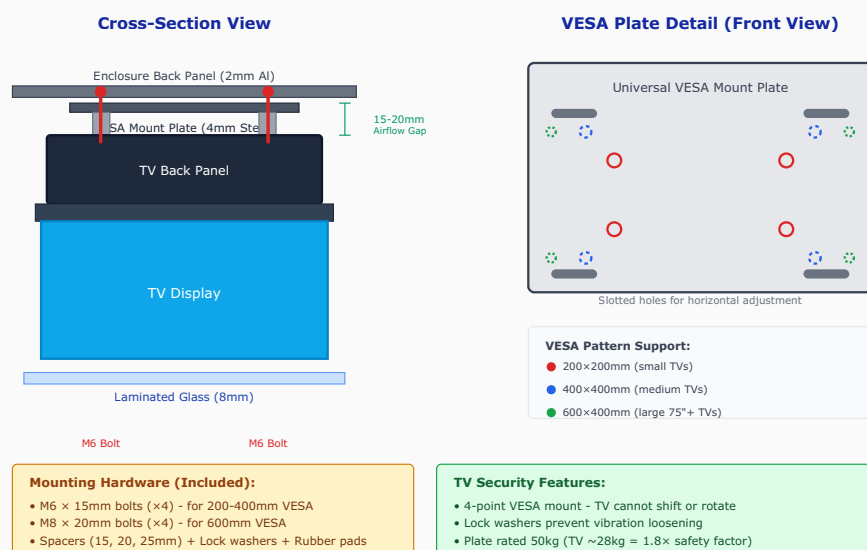 Cross-Section View
Enclosure Back Panel (2mm Al)
SA Mount Plate (4mm Ste
15-20mm
Airflow Gap
TV Back Panel
TV Display
Laminated Glass (8mm)
M6 Bolt
M6 Bolt
VESA Plate Detail (Front View)
Universal VESA Mount Plate
Slotted holes for horizontal adjustment
VESA Pattern Support:
200×200mm (small TVs)
400×400mm (medium TVs)
600×400mm (large 75"+ TVs)
Mounting Hardware (Included):
• M6 × 15mm bolts (×4) - for 200-400mm VESA
• M8 × 20mm bolts (×4) - for 600mm VESA
• Spacers (15, 20, 25mm) + Lock washers + Rubber pads
TV Security Features:
• 4-point VESA mount - TV cannot shift or rotate
• Lock washers prevent vibration loosening
• Plate rated 50kg (TV ~28kg = 1.8× safety factor)